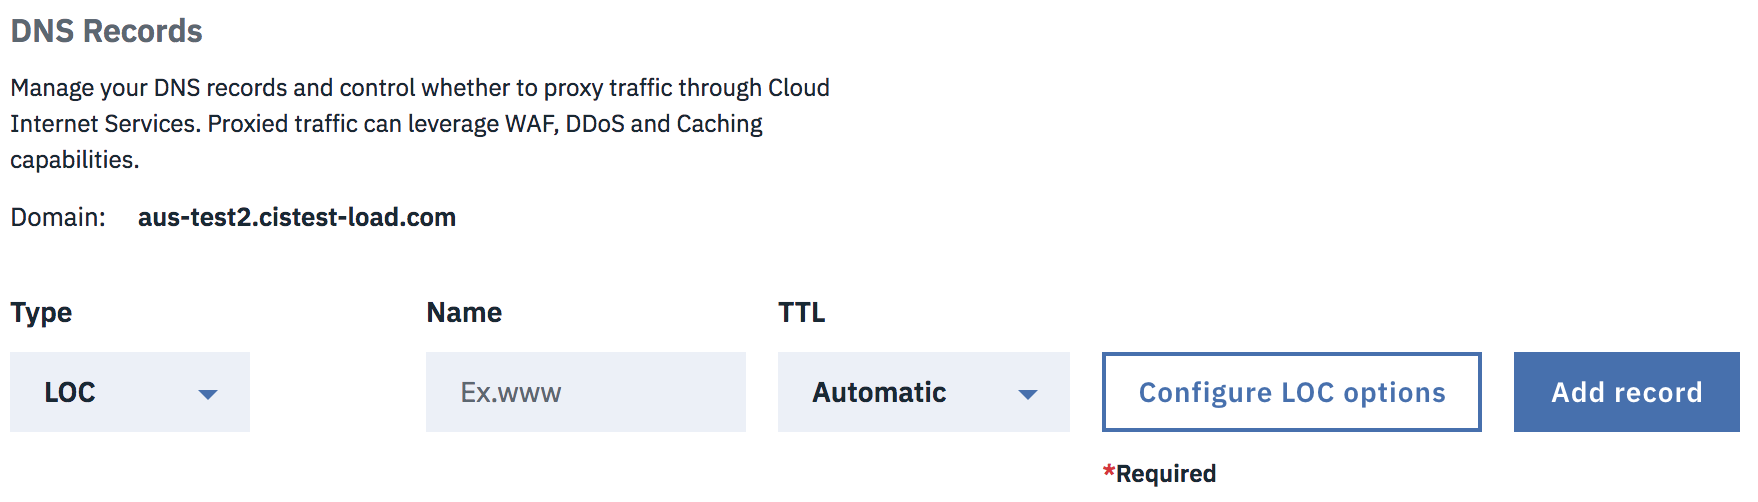 DNS Records
Manage your DNS records and control whether to proxy traffic through Cloud
Internet Services. Proxied traffic can leverage WAF, DDoS and Caching
capabilities.
Domain: aus-test2.cistest-load.com
Type Name TTL
LOC Ex.www Automatic Configure LOC options Add record
*Required